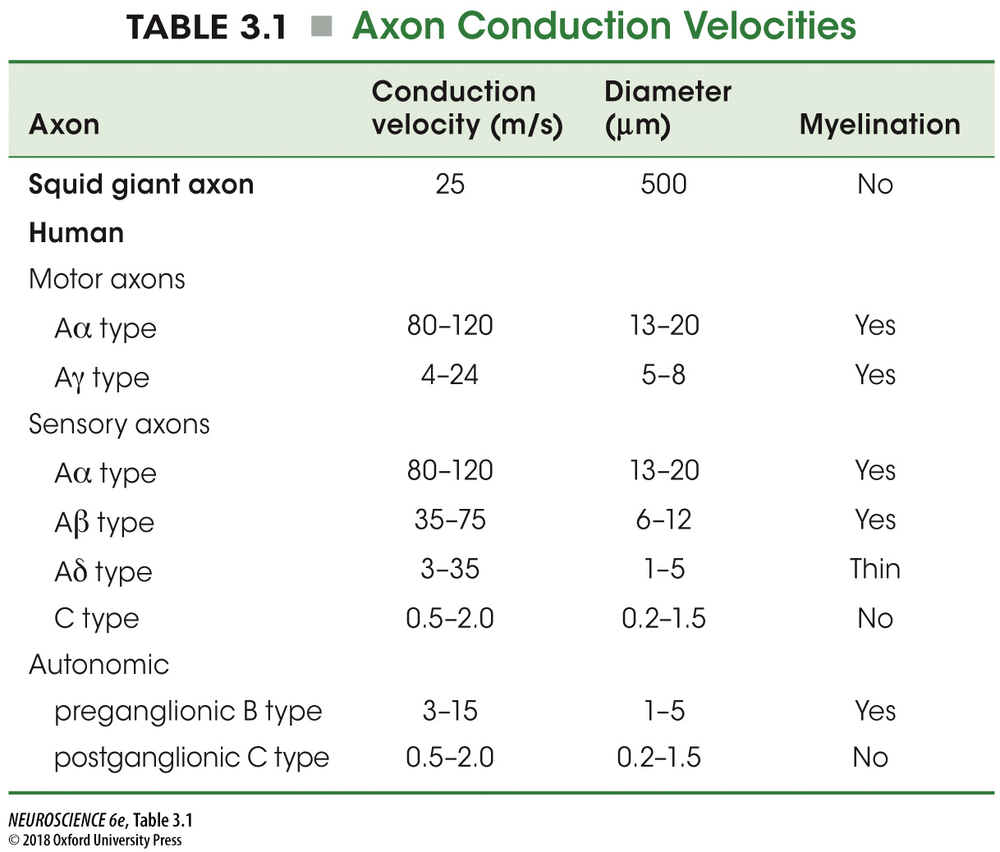 TABLE 3.1 ■ Axon Conduction Velocities
Axon Conduction velocity (m/s) Diameter (μm) Myelination
Squid giant axon 25 500 No
Human
Motor axons
Aα type 80–120 13–20 Yes
Aγ type 4–24 5–8 Yes
Sensory axons
Aα type 80–120 13–20 Yes
Aβ type 35–75 6–12 Yes
Aδ type 3–35 1–5 Thin
C type 0.5–2.0 0.2–1.5 No
Autonomic
preganglionic B type 3–15 1–5 Yes
postganglionic C type 0.5–2.0 0.2–1.5 No
NEUROSCIENCE 6e, Table 3.1
© 2018 Oxford University Press